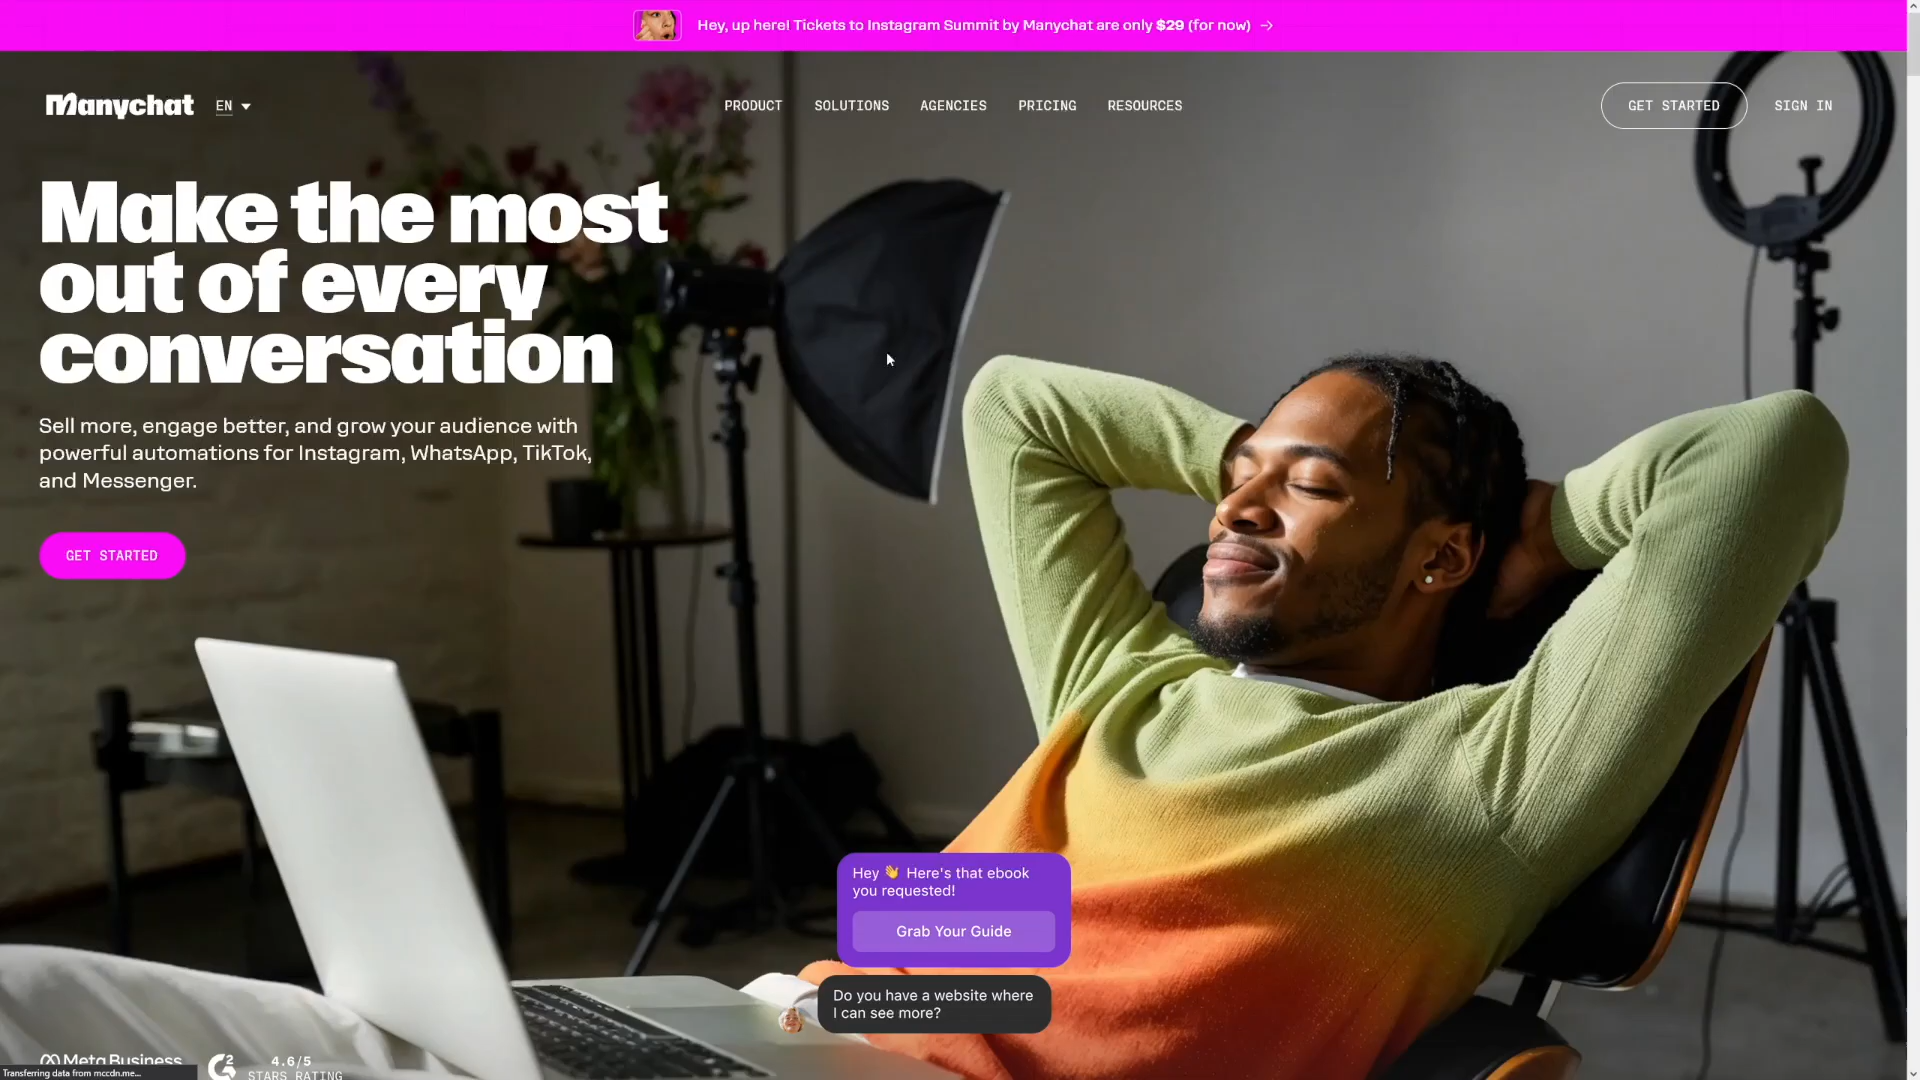 Hey, up here! Tickets to Instagram Summit by Manychat are only $29 (for now) →
Manychat
EN
PRODUCT
SOLUTIONS
AGENCIES
PRICING
RESOURCES
GET STARTED
SIGN IN
Make the most
out of every
conversation
Sell more, engage better, and grow your audience with
powerful automations for Instagram, WhatsApp, TikTok,
and Messenger.
GET STARTED
Hey 👋 Here's that ebook
you requested!
Grab Your Guide
Do you have a website where
I can see more?
Meta Business
G2
4.6/5
STARS RATING
Transferring data from mccdn.me...